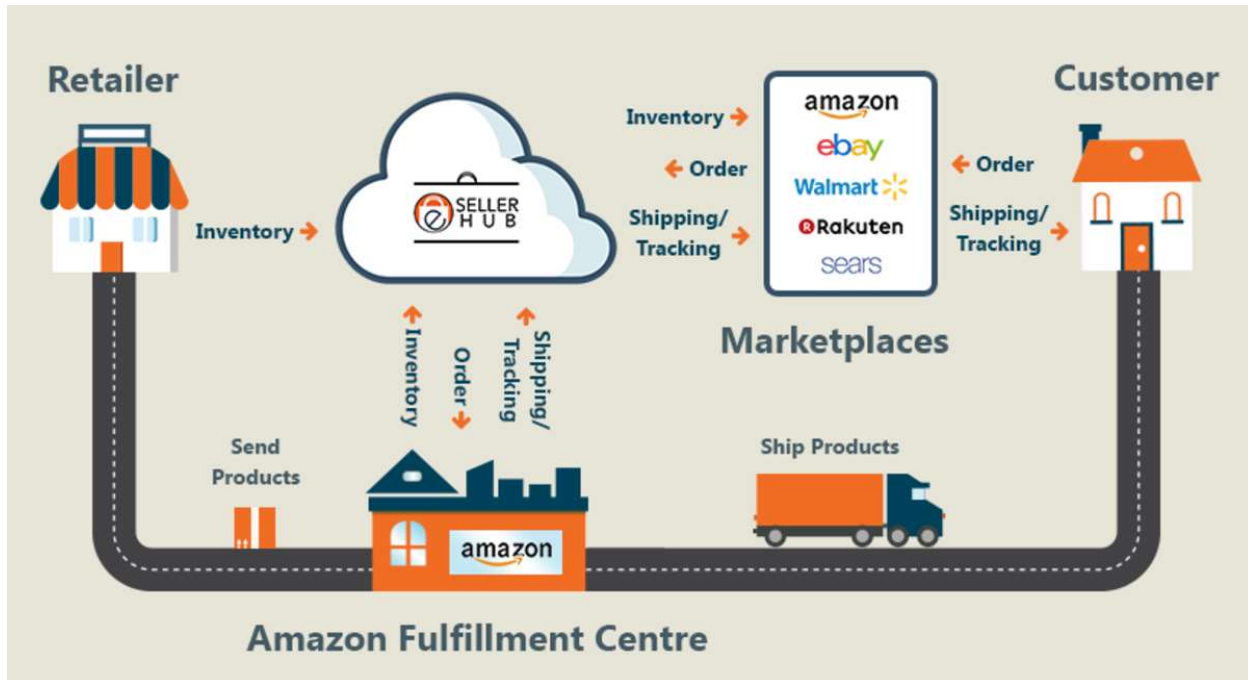 Retailer
Customer
amazon
ebay
Walmart
Rakuten
sears
Marketplaces
e SELLER
HUB
Inventory
Inventory
Order
Shipping/
Tracking
Order
Shipping/
Tracking
Inventory
Order
Shipping/
Tracking
Send
Products
Ship Products
amazon
Amazon Fulfillment Centre